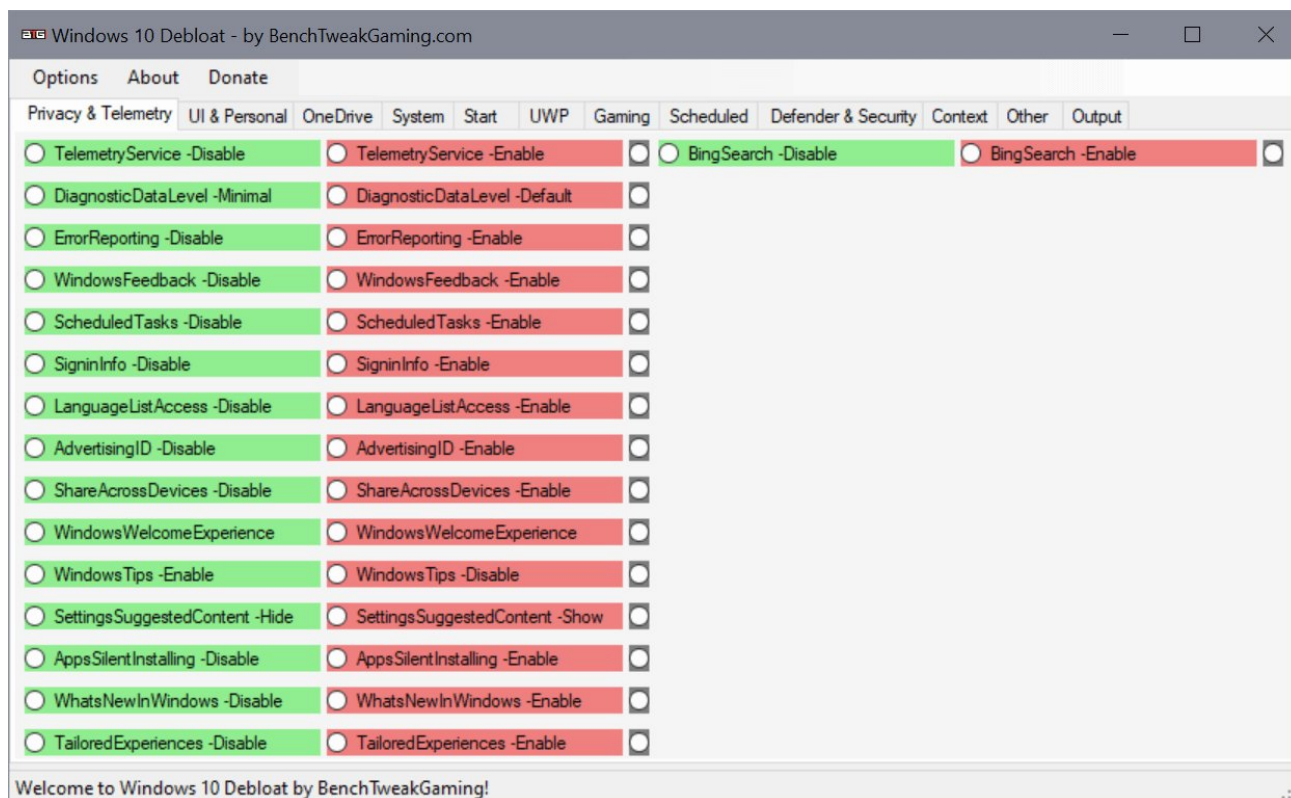 BTG Windows 10 Debloat - by BenchTweakGaming.com
Options About Donate
Privacy & Telemetry UI & Personal OneDrive System Start UWP Gaming Scheduled Defender & Security Context Other Output
TelemetryService -Disable TelemetryService -Enable BingSearch -Disable BingSearch -Enable
DiagnosticDataLevel -Minimal DiagnosticDataLevel -Default
ErrorReporting -Disable ErrorReporting -Enable
WindowsFeedback -Disable WindowsFeedback -Enable
ScheduledTasks -Disable ScheduledTasks -Enable
SigninInfo -Disable SigninInfo -Enable
LanguageListAccess -Disable LanguageListAccess -Enable
AdvertisingID -Disable AdvertisingID -Enable
ShareAcrossDevices -Disable ShareAcrossDevices -Enable
WindowsWelcomeExperience WindowsWelcomeExperience
WindowsTips -Enable WindowsTips -Disable
SettingsSuggestedContent -Hide SettingsSuggestedContent -Show
AppsSilentInstalling -Disable AppsSilentInstalling -Enable
WhatsNewInWindows -Disable WhatsNewInWindows -Enable
TailoredExperiences -Disable TailoredExperiences -Enable
Welcome to Windows 10 Debloat by BenchTweakGaming!